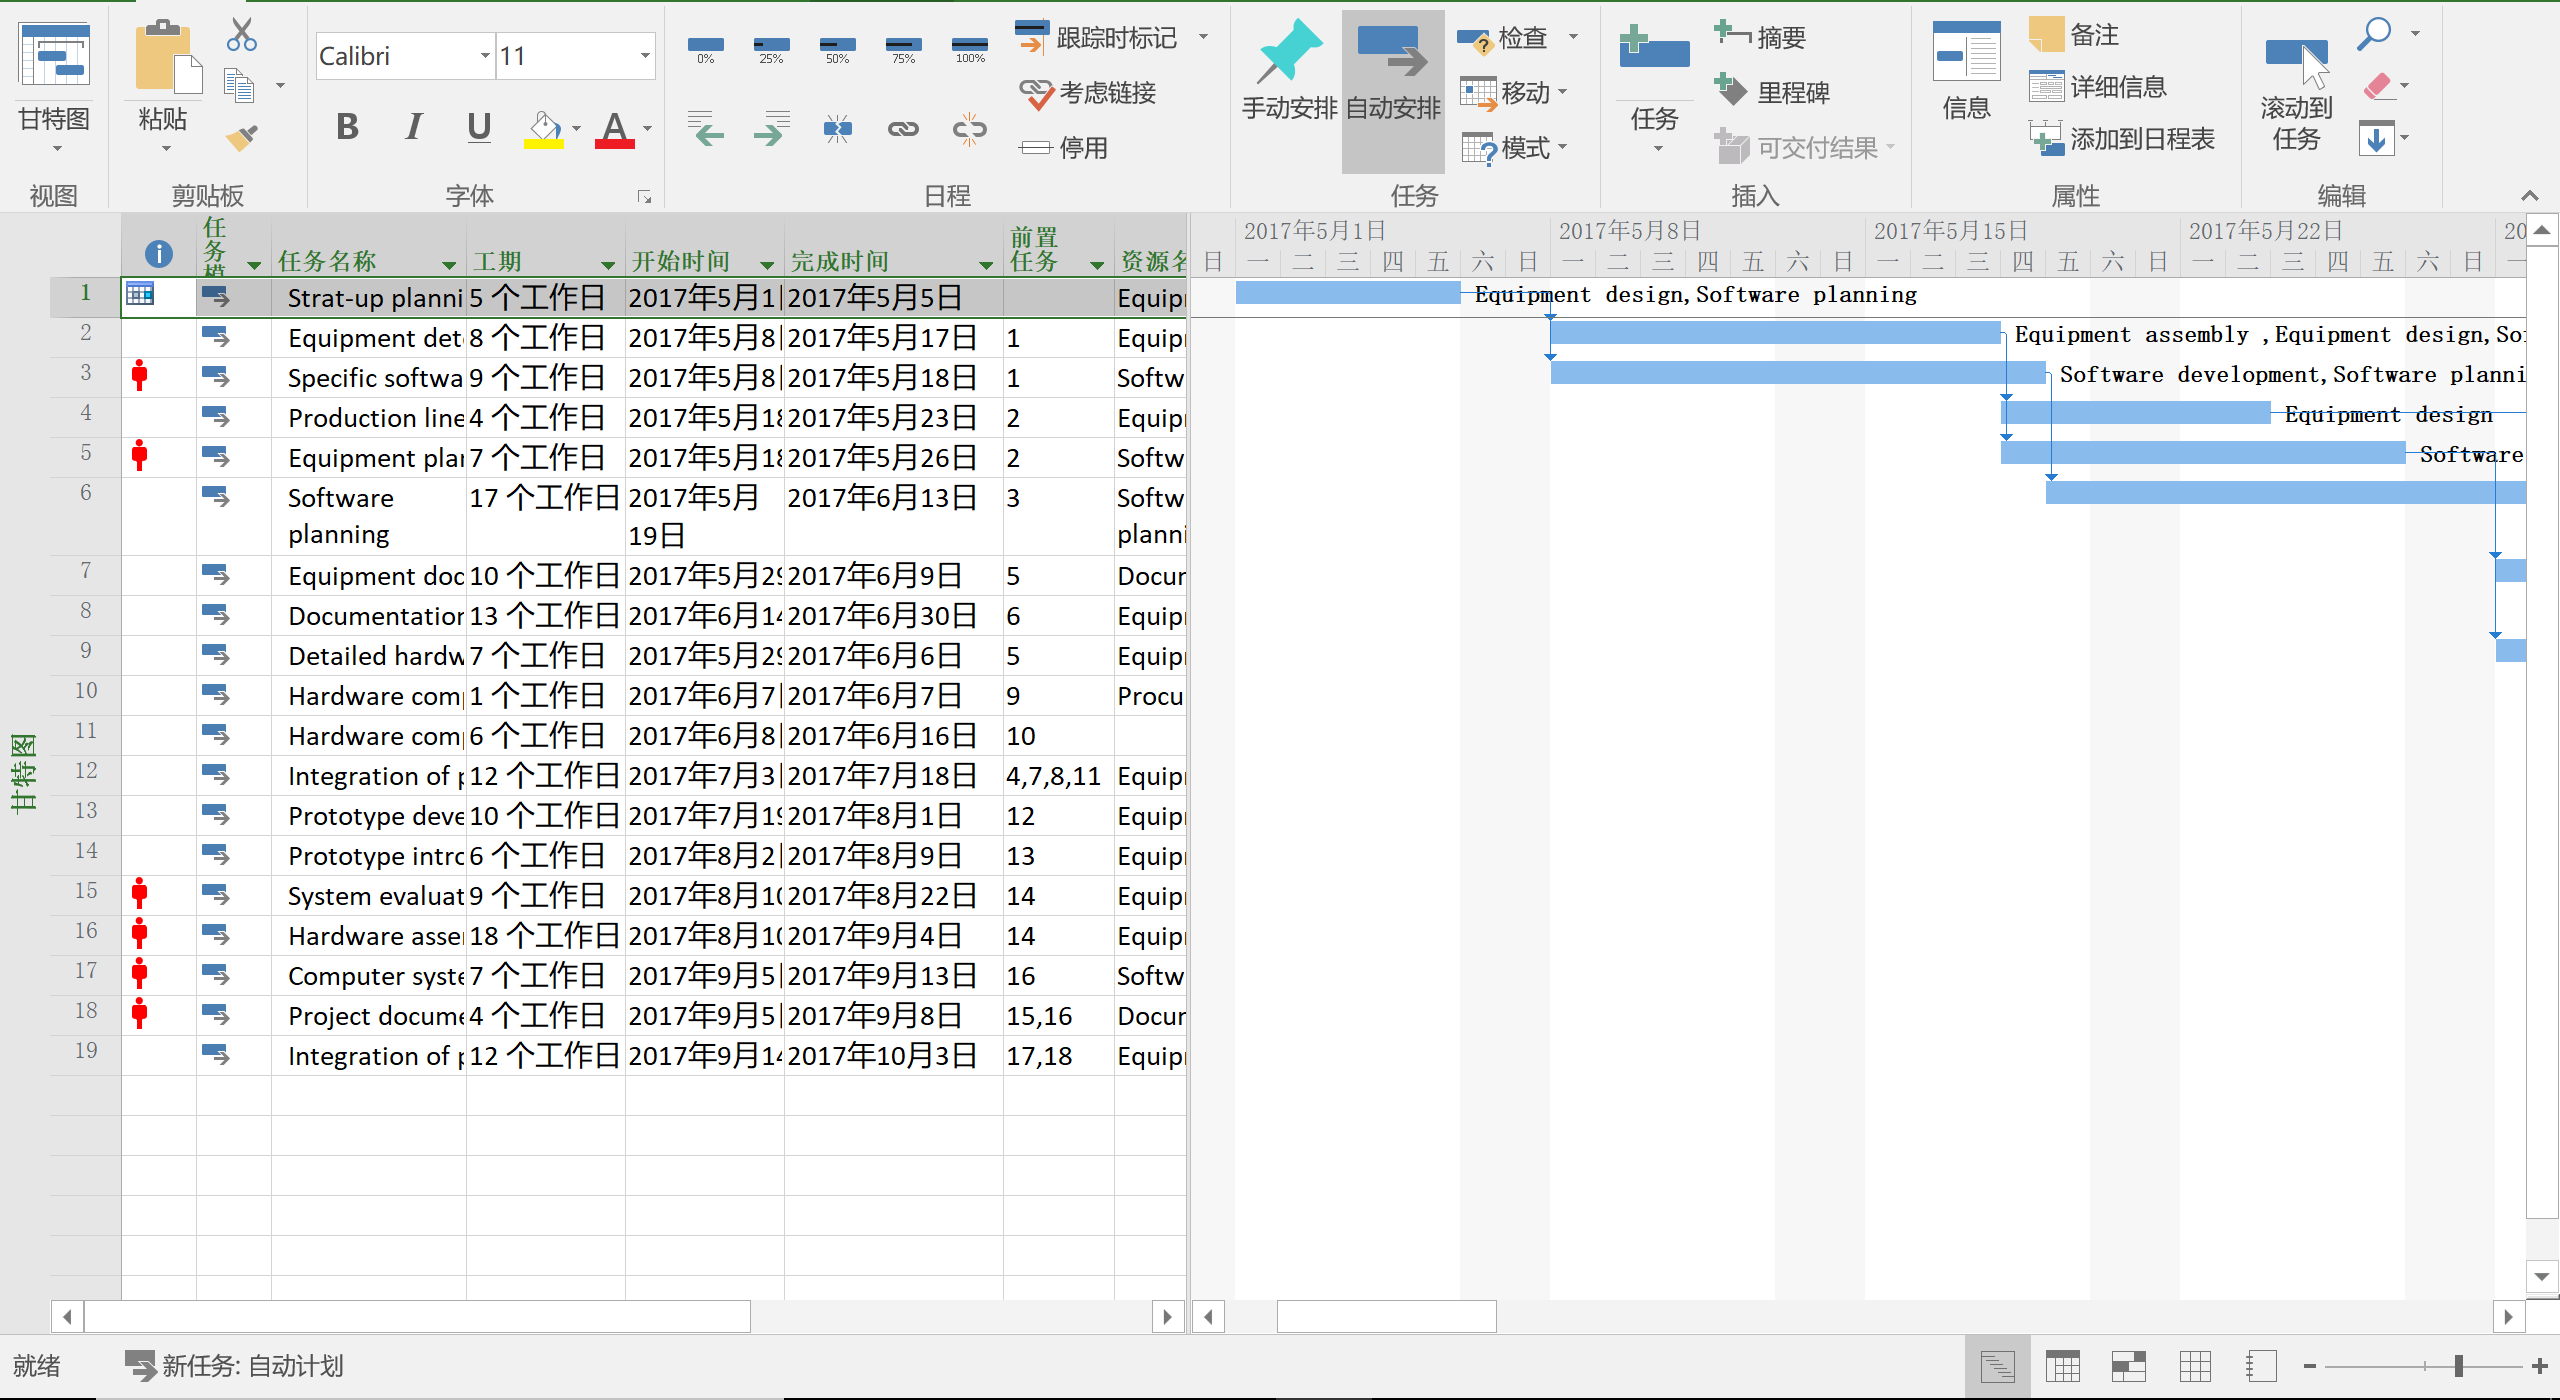 Calibri
11
0%
25%
50%
75%
100%
跟踪时标记
考虑链接
停用
B I U A
甘特图
粘贴
手动安排
自动安排
检查
移动
模式
任务
摘要
里程碑
可交付结果
信息
备注
详细信息
添加到日程表
滚动到
任务
视图
剪贴板
字体
日程
任务
插入
属性
编辑
任务模
任务名称
工期
开始时间
完成时间
前置任务
资源名
2017年5月1日 2017年5月8日 2017年5月15日 2017年5月22日 20
日 一 二 三 四 五 六 日 一 二 三 四 五 六 日 一 二 三 四 五 六 日 一 二 三 四 五 六 日 一
1 Strat-up planni 5 个工作日 2017年5月1日 2017年5月5日 Equip
2 Equipment det 8 个工作日 2017年5月8日 2017年5月17日 1 Equip
3 Specific softwa 9 个工作日 2017年5月8日 2017年5月18日 1 Softw
4 Production line 4 个工作日 2017年5月18 2017年5月23日 2 Equip
5 Equipment plan 7 个工作日 2017年5月18 2017年5月26日 2 Softw
6 Software planning 17 个工作日 2017年5月19日 2017年6月13日 3 Softw planni
7 Equipment doc 10 个工作日 2017年5月29 2017年6月9日 5 Docur
8 Documentation 13 个工作日 2017年6月14 2017年6月30日 6 Equip
9 Detailed hardw 7 个工作日 2017年5月29 2017年6月6日 5 Equip
10 Hardware com 1 个工作日 2017年6月7日 2017年6月7日 9 Procu
11 Hardware com 6 个工作日 2017年6月8日 2017年6月16日 10
12 Integration of p 12 个工作日 2017年7月3日 2017年7月18日 4,7,8,11 Equip
13 Prototype deve 10 个工作日 2017年7月19 2017年8月1日 12 Equip
14 Prototype intro 6 个工作日 2017年8月2日 2017年8月9日 13 Equip
15 System evaluat 9 个工作日 2017年8月10 2017年8月22日 14 Equip
16 Hardware asse 18 个工作日 2017年8月10 2017年9月4日 14 Equip
17 Computer syste 7 个工作日 2017年9月5日 2017年9月13日 16 Softw
18 Project docume 4 个工作日 2017年9月5日 2017年9月8日 15,16 Docur
19 Integration of p 12 个工作日 2017年9月14 2017年10月3日 17,18 Equip
Equipment design,Software planning
Equipment assembly ,Equipment design,So
Software development,Software planni
Equipment design
Software
甘特图
就绪
新任务: 自动计划